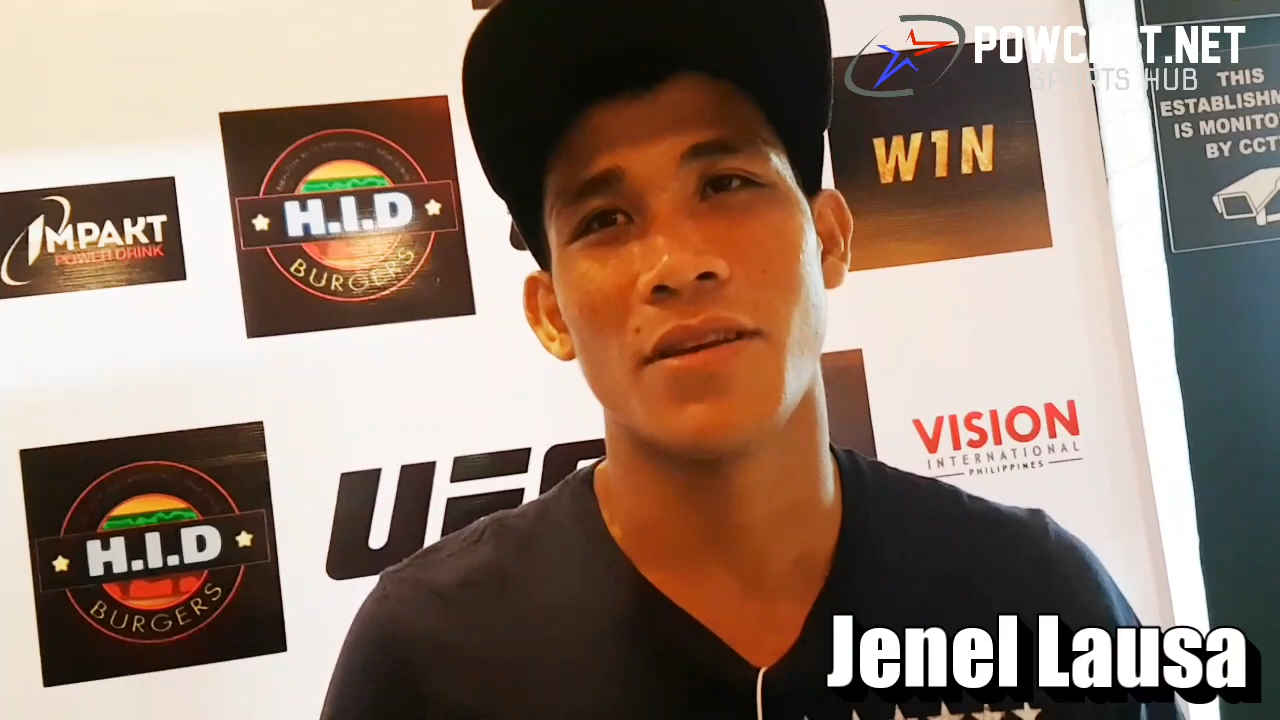 POWCAST.NET
SPORTS HUB
THIS
ESTABLISHM
IS MONITO
BY CCT
W1N
IMPAKT
POWER DRINK
H.I.D
BURGERS
VISION
INTERNATIONAL
PHILIPPINES
UFC
H.I.D
BURGERS
Jenel Lausa